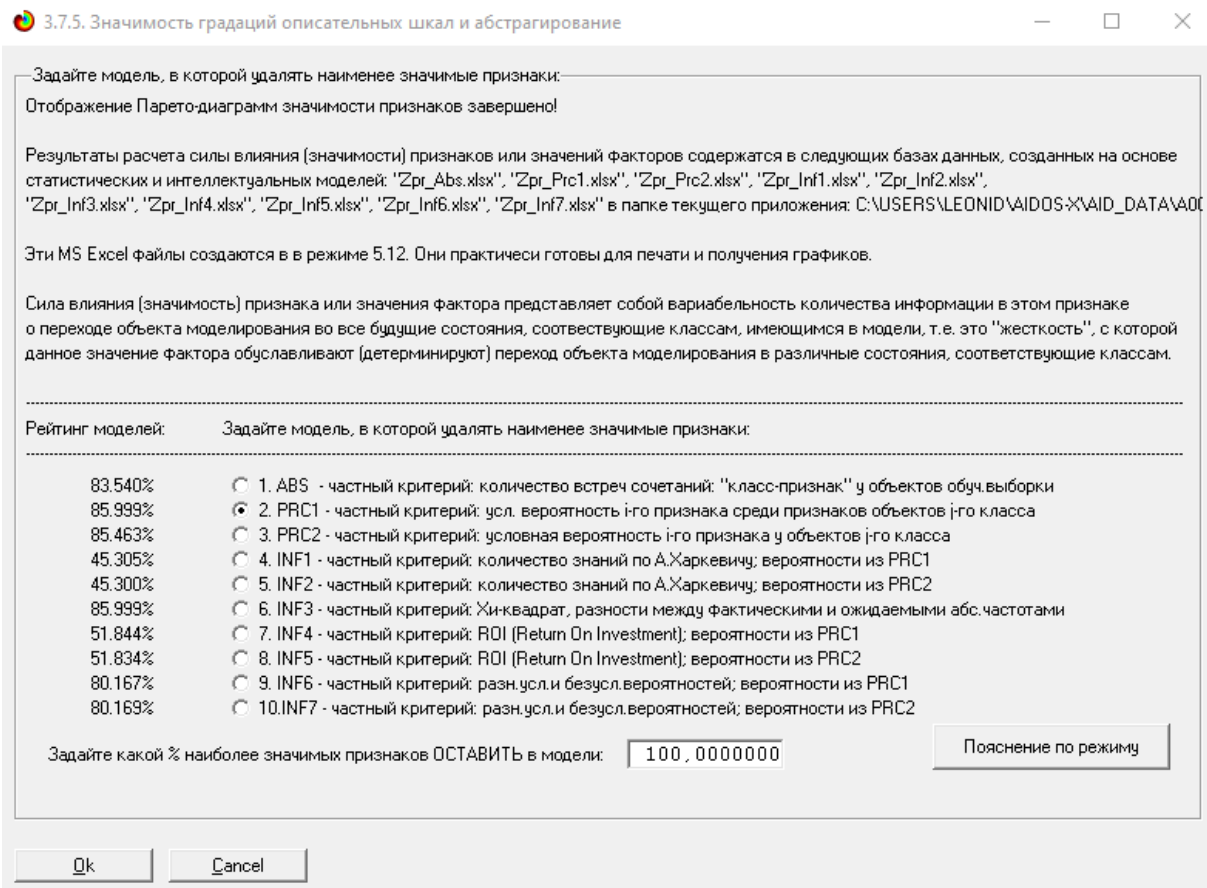 3.7.5. Значимость градаций описательных шкал и абстрагирование
Задайте модель, в которой удалять наименее значимые признаки:
Отображение Парето-диаграмм значимости признаков завершено!
Результаты расчета силы влияния (значимости) признаков или значений факторов содержатся в следующих базах данных, созданных на основе
статистических и интеллектуальных моделей: "Zpr_Abs.xlsx", "Zpr_Prc1.xlsx", "Zpr_Prc2.xlsx", "Zpr_Inf1.xlsx", "Zpr_Inf2.xlsx",
"Zpr_Inf3.xlsx", "Zpr_Inf4.xlsx", "Zpr_Inf5.xlsx", "Zpr_Inf6.xlsx", "Zpr_Inf7.xlsx" в папке текущего приложения: C:\USERS\LEONID\AIDOS-X\AID_DATA\A00
Эти MS Excel файлы создаются в в режиме 5.12. Они практичеси готовы для печати и получения графиков.
Сила влияния (значимость) признака или значения фактора представляет собой вариабельность количества информации в этом признаке
о переходе объекта моделирования во все будущие состояния, соотвествующие классам, имеющимся в модели, т.е. это "жесткость", с которой
данное значение фактора обуславливают (детерминируют) переход объекта моделирования в различные состояния, соответствующие классам.
Рейтинг моделей: Задайте модель, в которой удалять наименее значимые признаки:
83.540% 1. ABS - частный критерий: количество встреч сочетаний: "класс-признак" у объектов обуч.выборки
85.999% 2. PRC1 - частный критерий: усл. вероятность i-го признака среди признаков объектов j-го класса
85.463% 3. PRC2 - частный критерий: условная вероятность i-го признака у объектов j-го класса
45.305% 4. INF1 - частный критерий: количество знаний по А.Харкевичу; вероятности из PRC1
45.300% 5. INF2 - частный критерий: количество знаний по А.Харкевичу; вероятности из PRC2
85.999% 6. INF3 - частный критерий: Хи-квадрат, разности между фактическими и ожидаемыми абс.частотами
51.844% 7. INF4 - частный критерий: ROI (Return On Investment); вероятности из PRC1
51.834% 8. INF5 - частный критерий: ROI (Return On Investment); вероятности из PRC2
80.167% 9. INF6 - частный критерий: разн.усл.и безусл.вероятностей; вероятности из PRC1
80.169% 10.INF7 - частный критерий: разн.усл.и безусл.вероятностей; вероятности из PRC2
Задайте какой % наиболее значимых признаков ОСТАВИТЬ в модели: 100,0000000 Пояснение по режиму
Ok Cancel